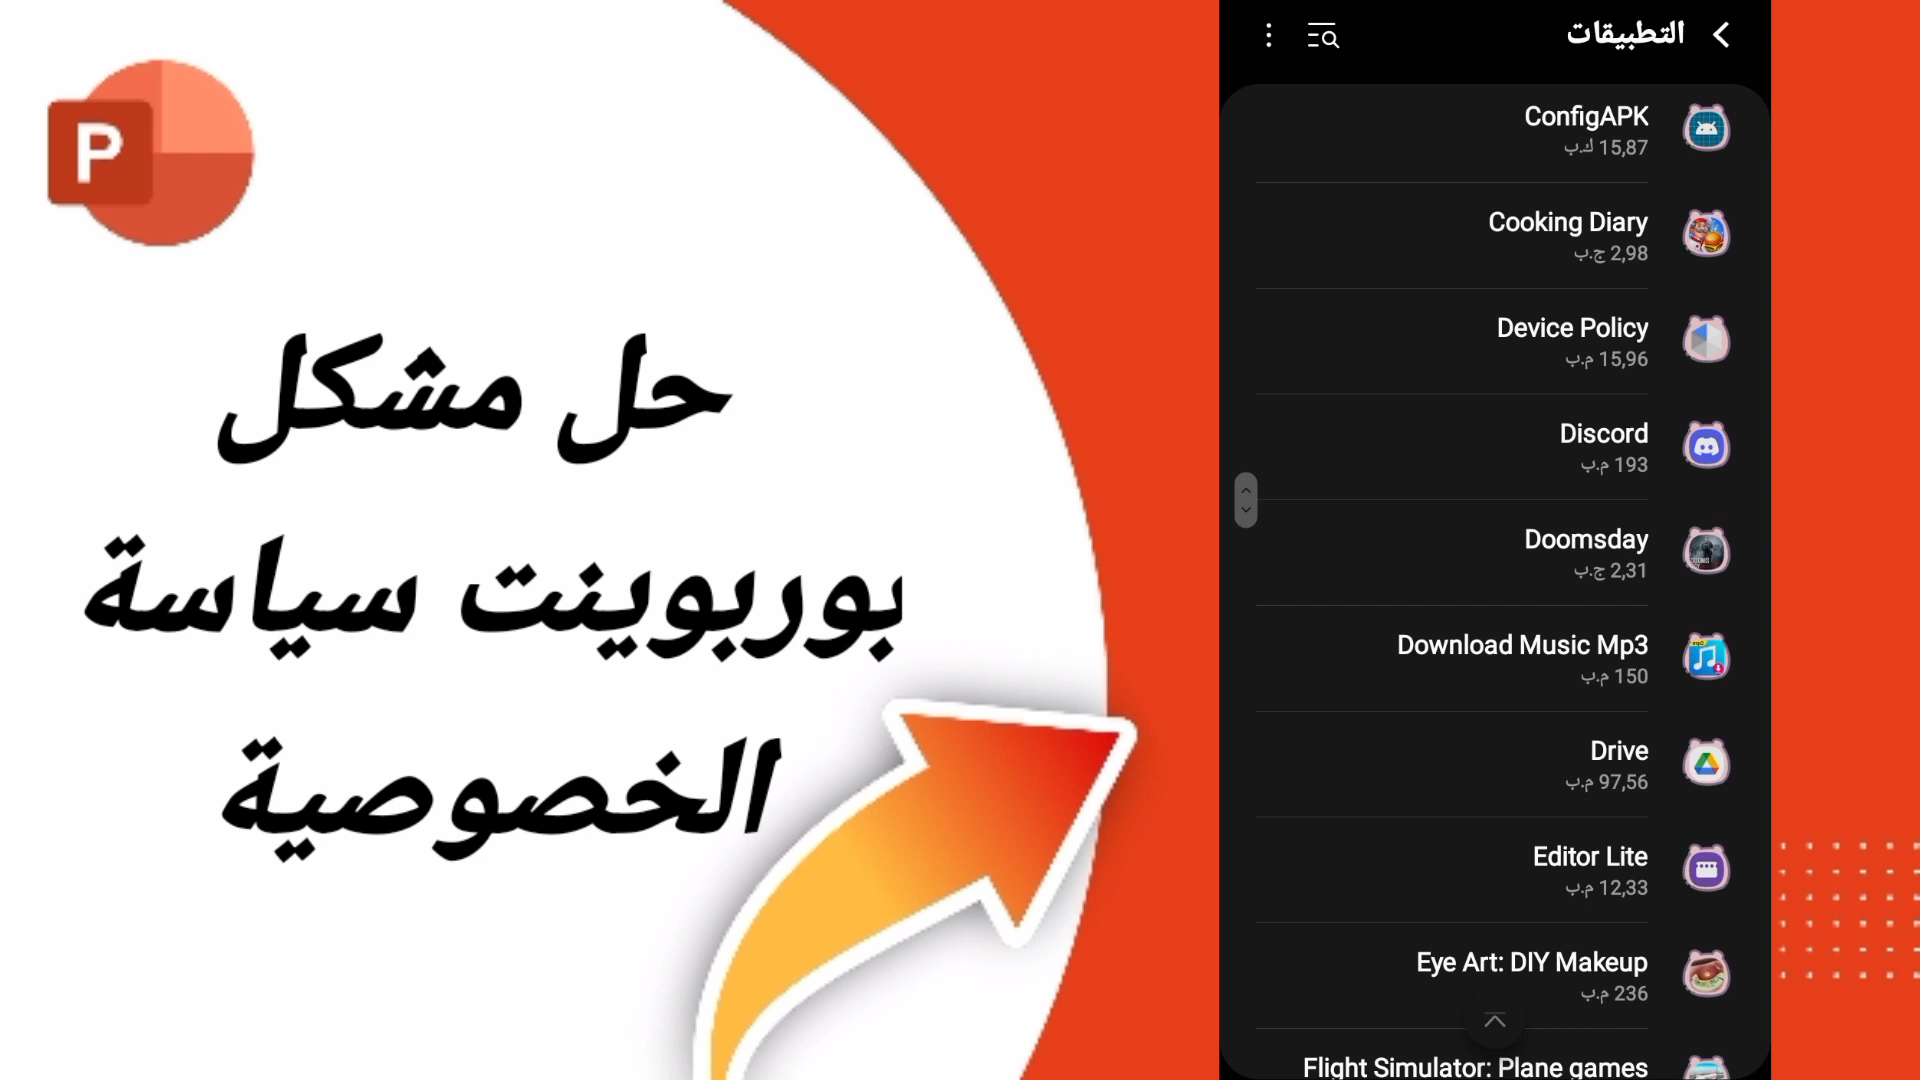 P
حل مشكل
بوربوينت سياسة
الخصوصية
التطبيقات
ConfigAPK
15,87 ك.ب
Cooking Diary
2,98 ج.ب
Device Policy
15,96 م.ب
Discord
193 م.ب
Doomsday
2,31 ج.ب
Download Music Mp3
150 م.ب
Drive
97,56 م.ب
Editor Lite
12,33 م.ب
Eye Art: DIY Makeup
236 م.ب
Flight Simulator: Plane games